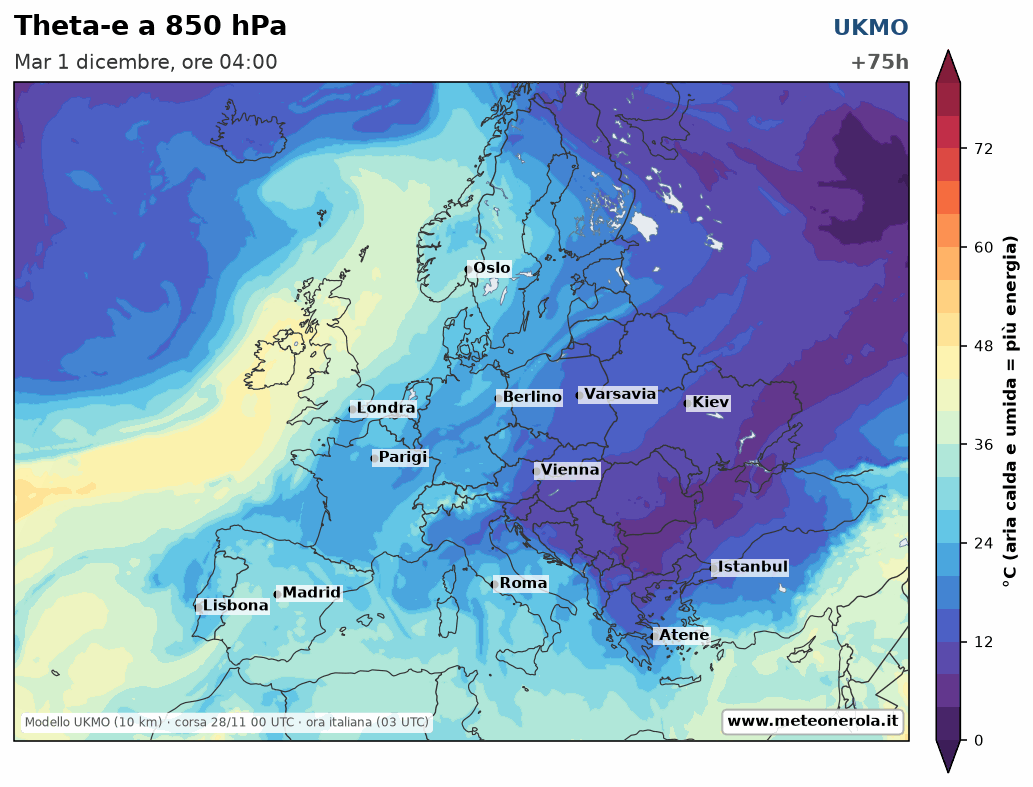 Theta-e a 850 hPa
UKMO
Mar 1 dicembre, ore 04:00
+75h
72
60
48
36
24
12
0
°C (aria calda e umida = più energia)
Oslo
Berlino
Varsavia
Kiev
Londra
Parigi
Vienna
Istanbul
Roma
Madrid
Lisbona
Atene
Modello UKMO (10 km) · corsa 28/11 00 UTC · ora italiana (03 UTC)
www.meteonerola.it